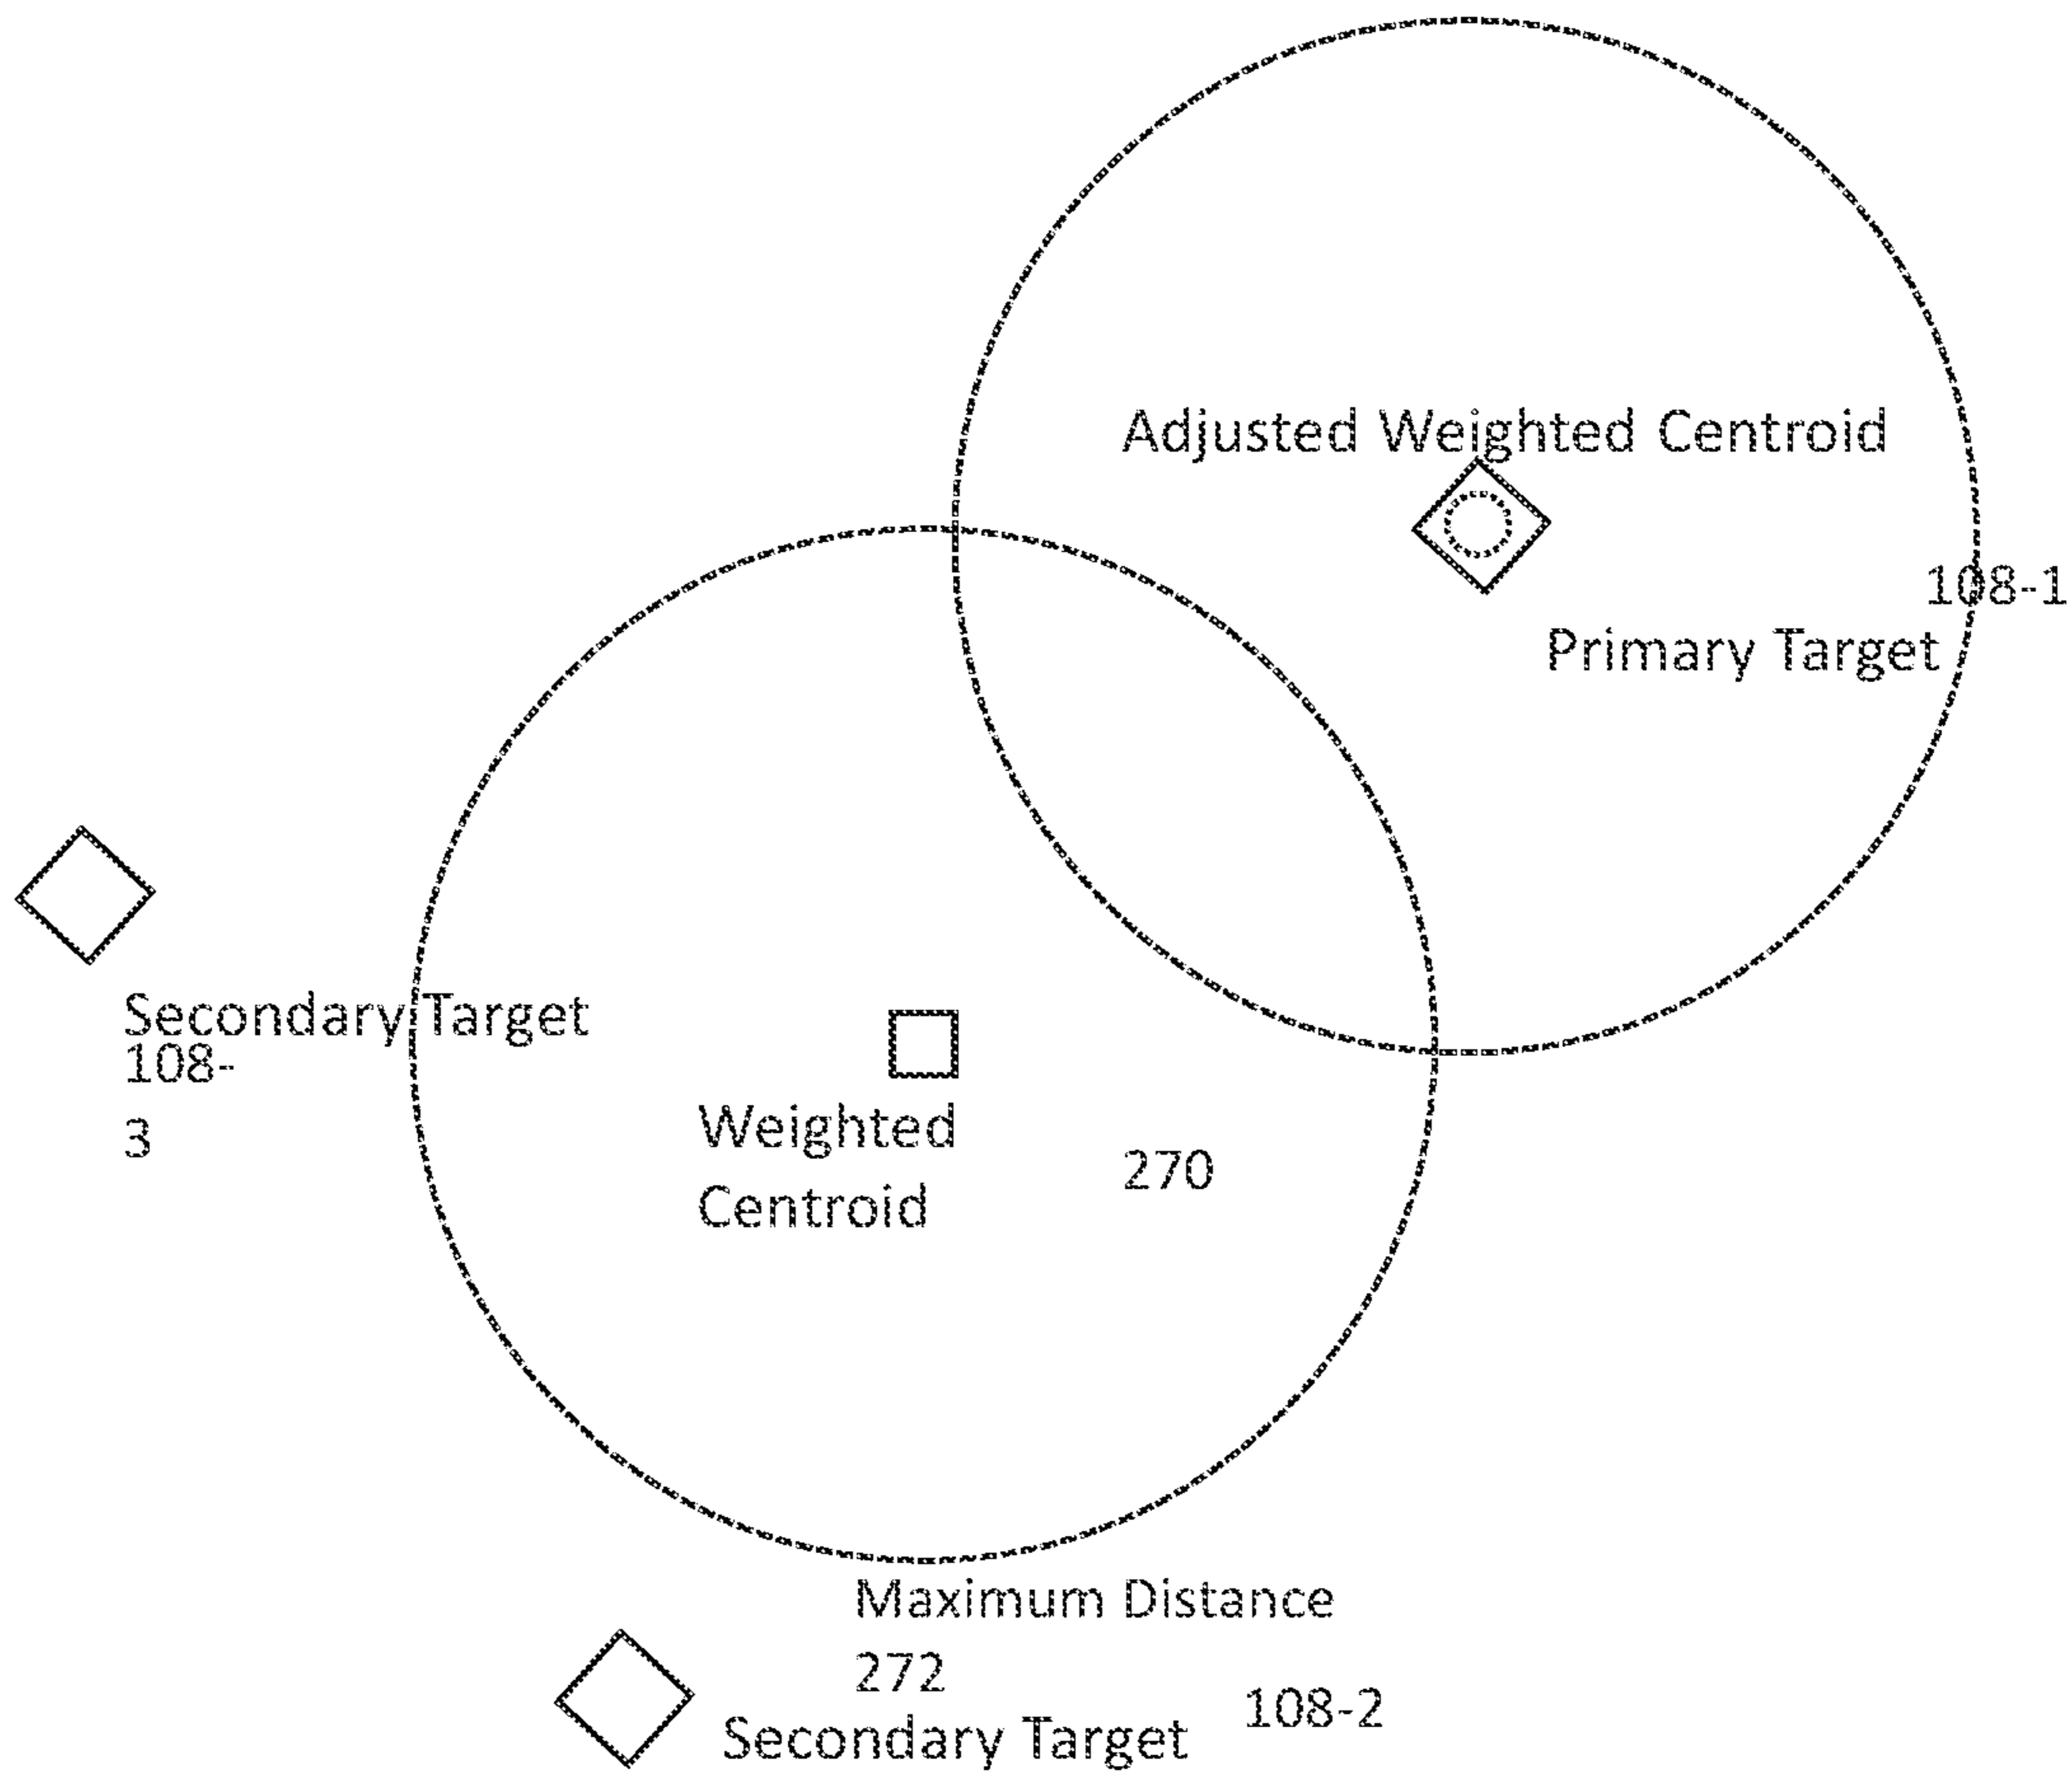 Adjusted Weighted Centroid
108-1
Primary Target
Secondary Target
108-
3
Weighted
Centroid
270
Maximum Distance
272
Secondary Target
108-2